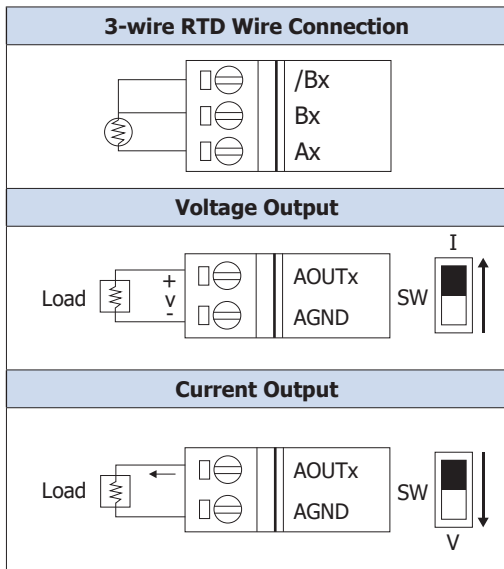 3-wire RTD Wire Connection
/Bx
Bx
Ax
Voltage Output
Load
+
v
-
AOUTx
AGND
SW
I
Current Output
Load
AOUTx
AGND
SW
V